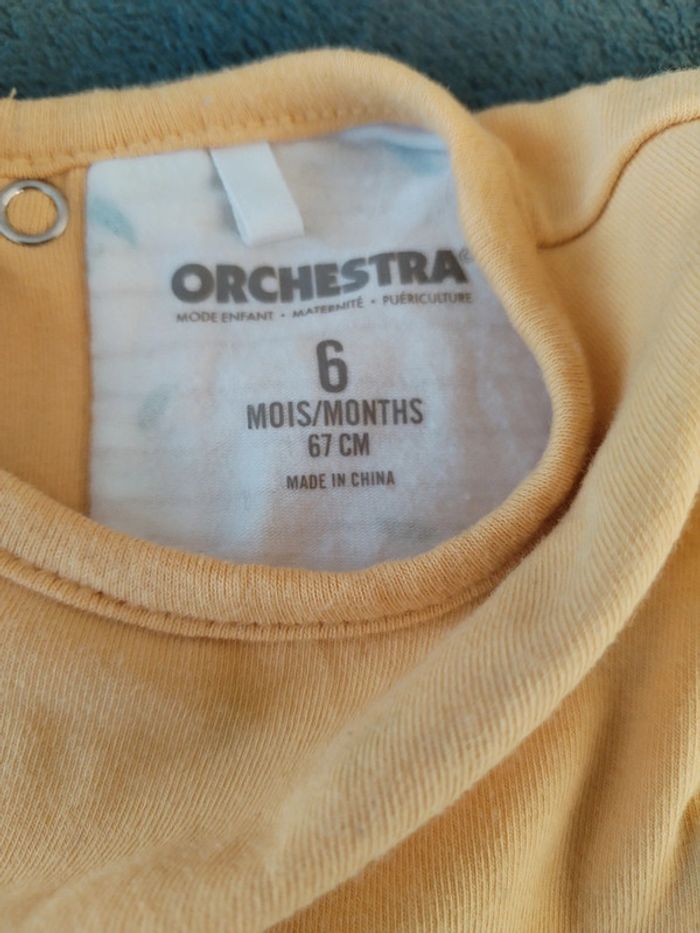 ORCHESTRA®
MODE ENFANT • MATERNITÉ • PUÉRICULTURE
6
MOIS/MONTHS
67 CM
MADE IN CHINA